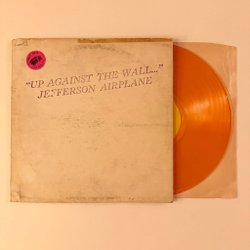 "UP AGAINST THE WALL..."
JEFFERSON AIRPLANE